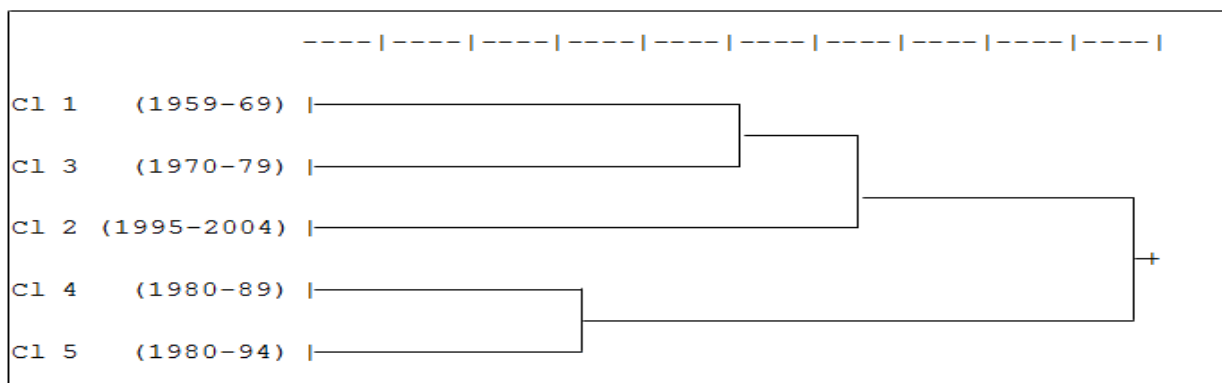 ----|----|----|----|----|----|----|----|----|----|
Cl 1 (1959-69) |
Cl 3 (1970-79) |
Cl 2 (1995-2004) |
Cl 4 (1980-89) |
Cl 5 (1980-94) |